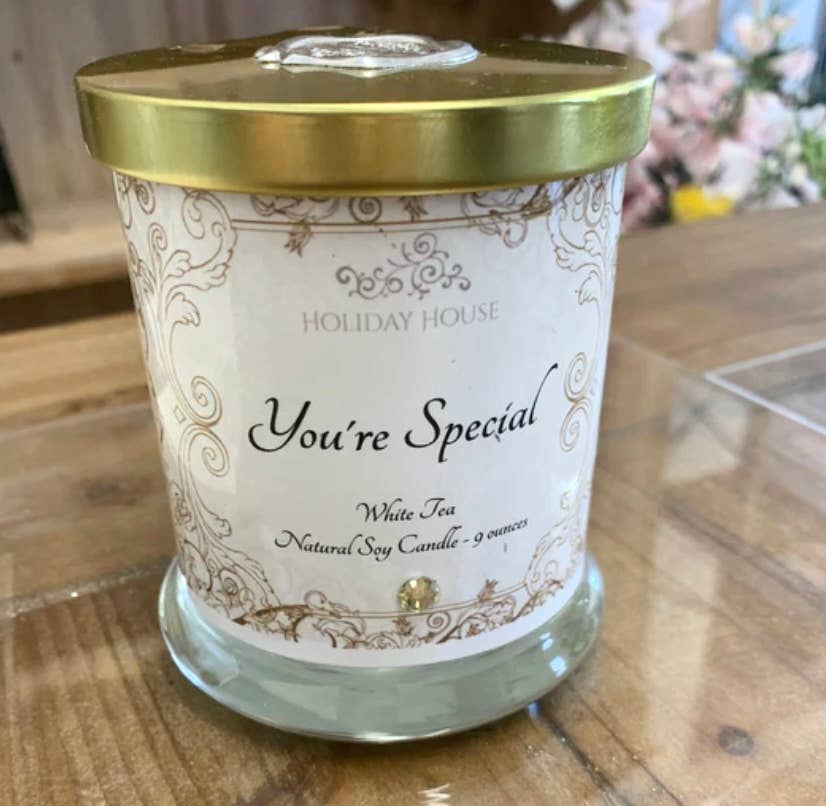 HOLIDAY HOUSE
You're Special
White Tea
Natural Soy Candle - 9 ounces